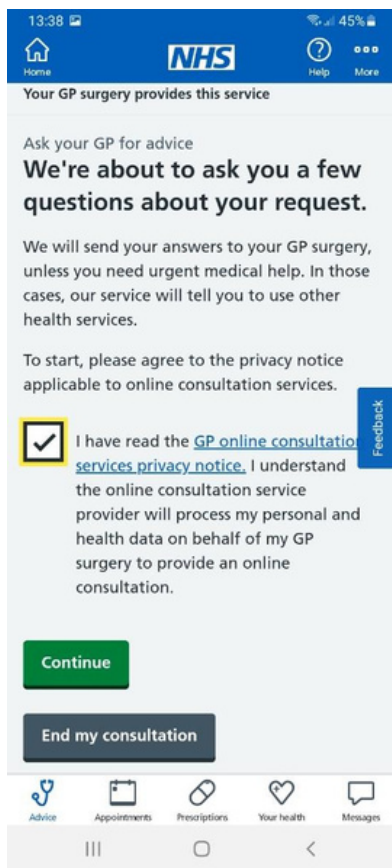 13:38 45%
NHS
Home Help More
Your GP surgery provides this service
Ask your GP for advice
We're about to ask you a few
questions about your request.
We will send your answers to your GP surgery,
unless you need urgent medical help. In those
cases, our service will tell you to use other
health services.
To start, please agree to the privacy notice
applicable to online consultation services.
Feedback
I have read the GP online consultation
services privacy notice. I understand
the online consultation service
provider will process my personal and
health data on behalf of my GP
surgery to provide an online
consultation.
Continue
End my consultation
Advice Appointments Prescriptions Your health Messages